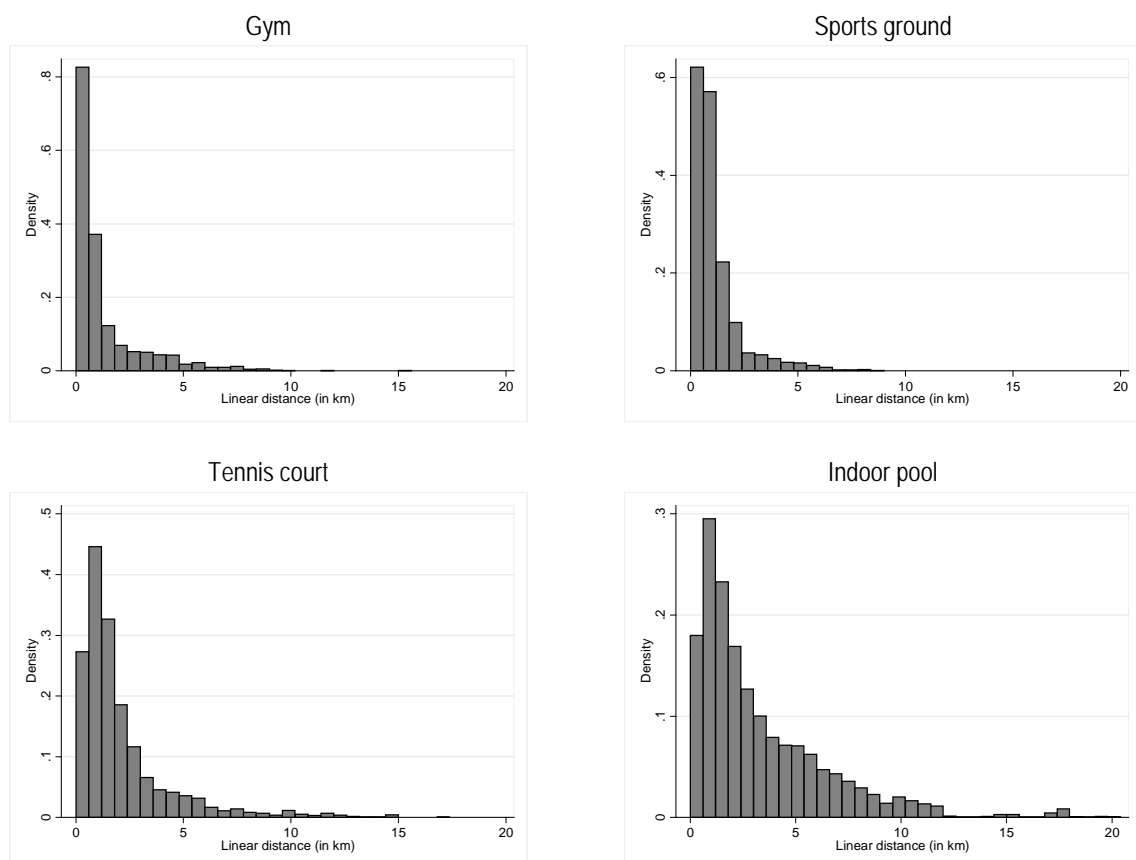 Gym
.8
.6
.4
.2
0
Density
0 5 10 15 20
Linear distance (in km)
Sports ground
.6
.4
.2
0
Density
0 5 10 15 20
Linear distance (in km)
Tennis court
.5
.4
.3
.2
.1
0
Density
0 5 10 15 20
Linear distance (in km)
Indoor pool
.3
.2
.1
0
Density
0 5 10 15 20
Linear distance (in km)